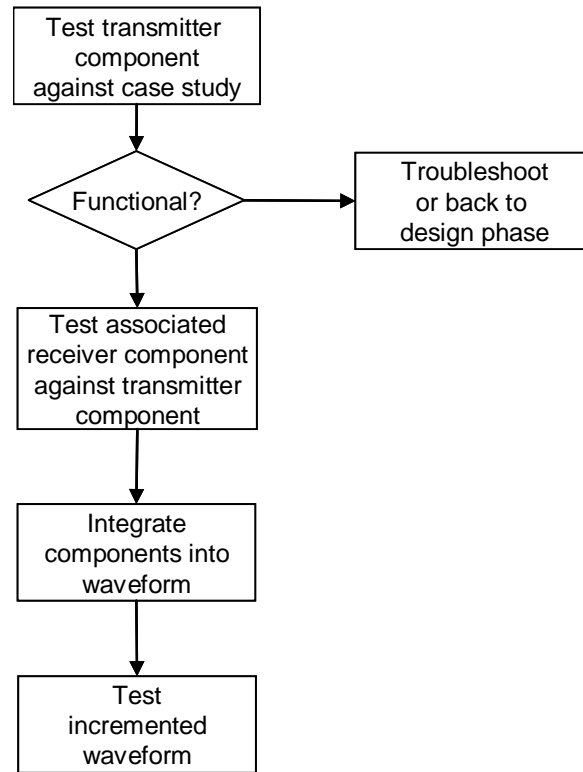 Test transmitter
component
against case study
Functional?
Troubleshoot
or back to
design phase
Test associated
receiver component
against transmitter
component
Integrate
components into
waveform
Test
incremented
waveform